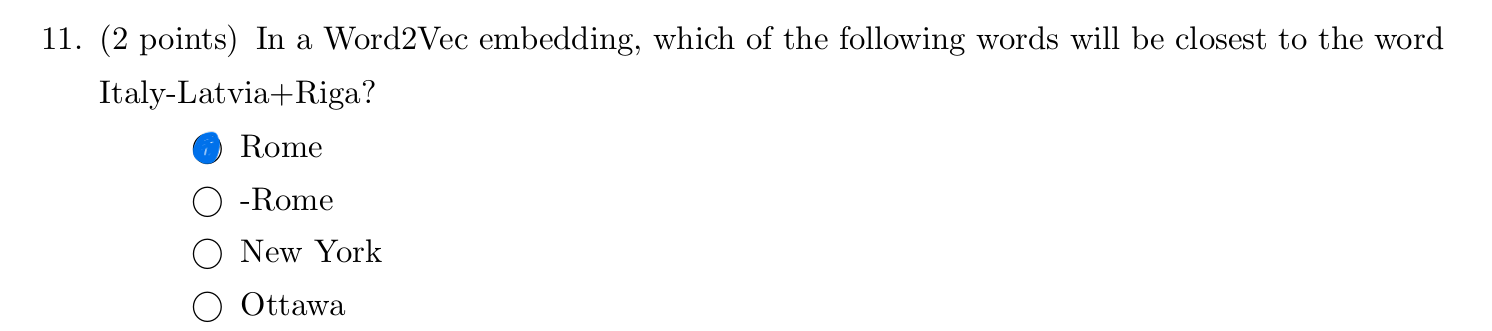 11. (2 points) In a Word2Vec embedding, which of the following words will be closest to the word
Italy-Latvia+Riga?
Rome
-Rome
New York
Ottawa